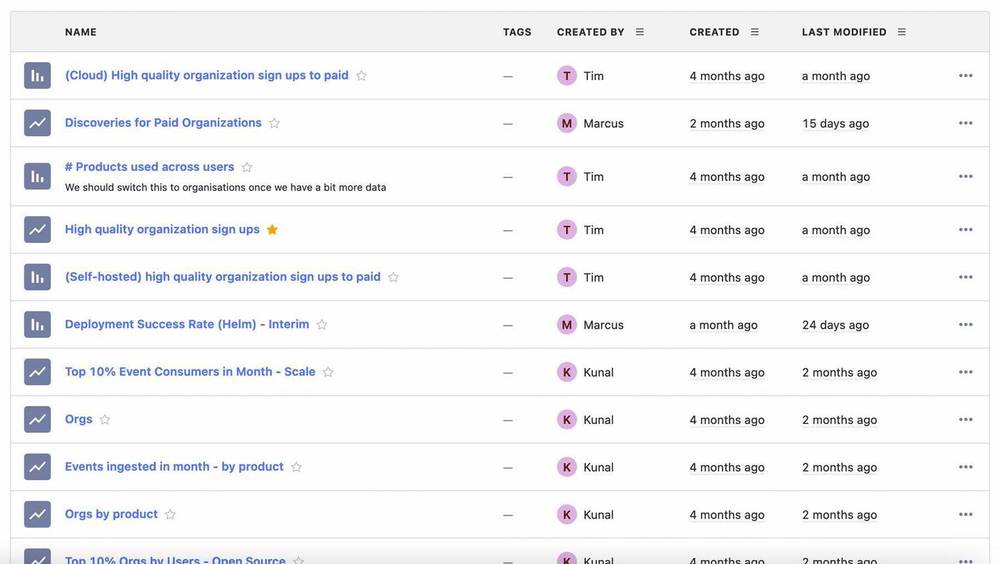 NAME TAGS CREATED BY CREATED LAST MODIFIED
(Cloud) High quality organization sign ups to paid — T Tim 4 months ago a month ago
Discoveries for Paid Organizations — M Marcus 2 months ago 15 days ago
# Products used across users — T Tim 4 months ago a month ago
We should switch this to organisations once we have a bit more data
High quality organization sign ups — T Tim 4 months ago a month ago
(Self-hosted) high quality organization sign ups to paid — T Tim 4 months ago a month ago
Deployment Success Rate (Helm) - Interim — M Marcus a month ago 24 days ago
Top 10% Event Consumers in Month - Scale — K Kunal 4 months ago 2 months ago
Orgs — K Kunal 4 months ago 2 months ago
Events ingested in month - by product — K Kunal 4 months ago 2 months ago
Orgs by product — K Kunal 4 months ago 2 months ago
Top 10% Orgs by Users - Open Source — K Kunal 4 months ago 2 months ago